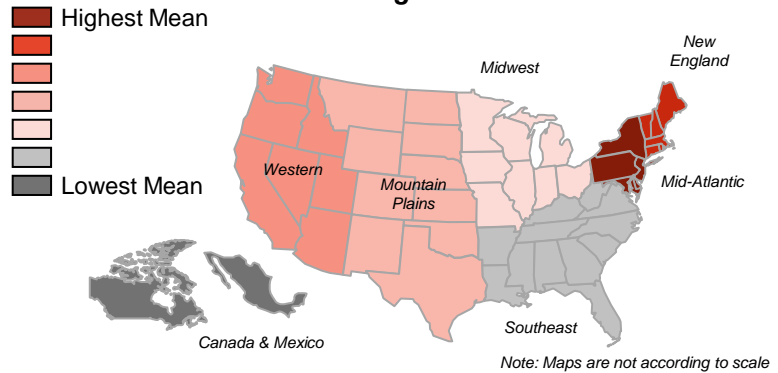 Highest Mean
New
England
Midwest
Western
Mountain
Plains
Mid-Atlantic
Lowest Mean
Southeast
Canada & Mexico
Note: Maps are not according to scale